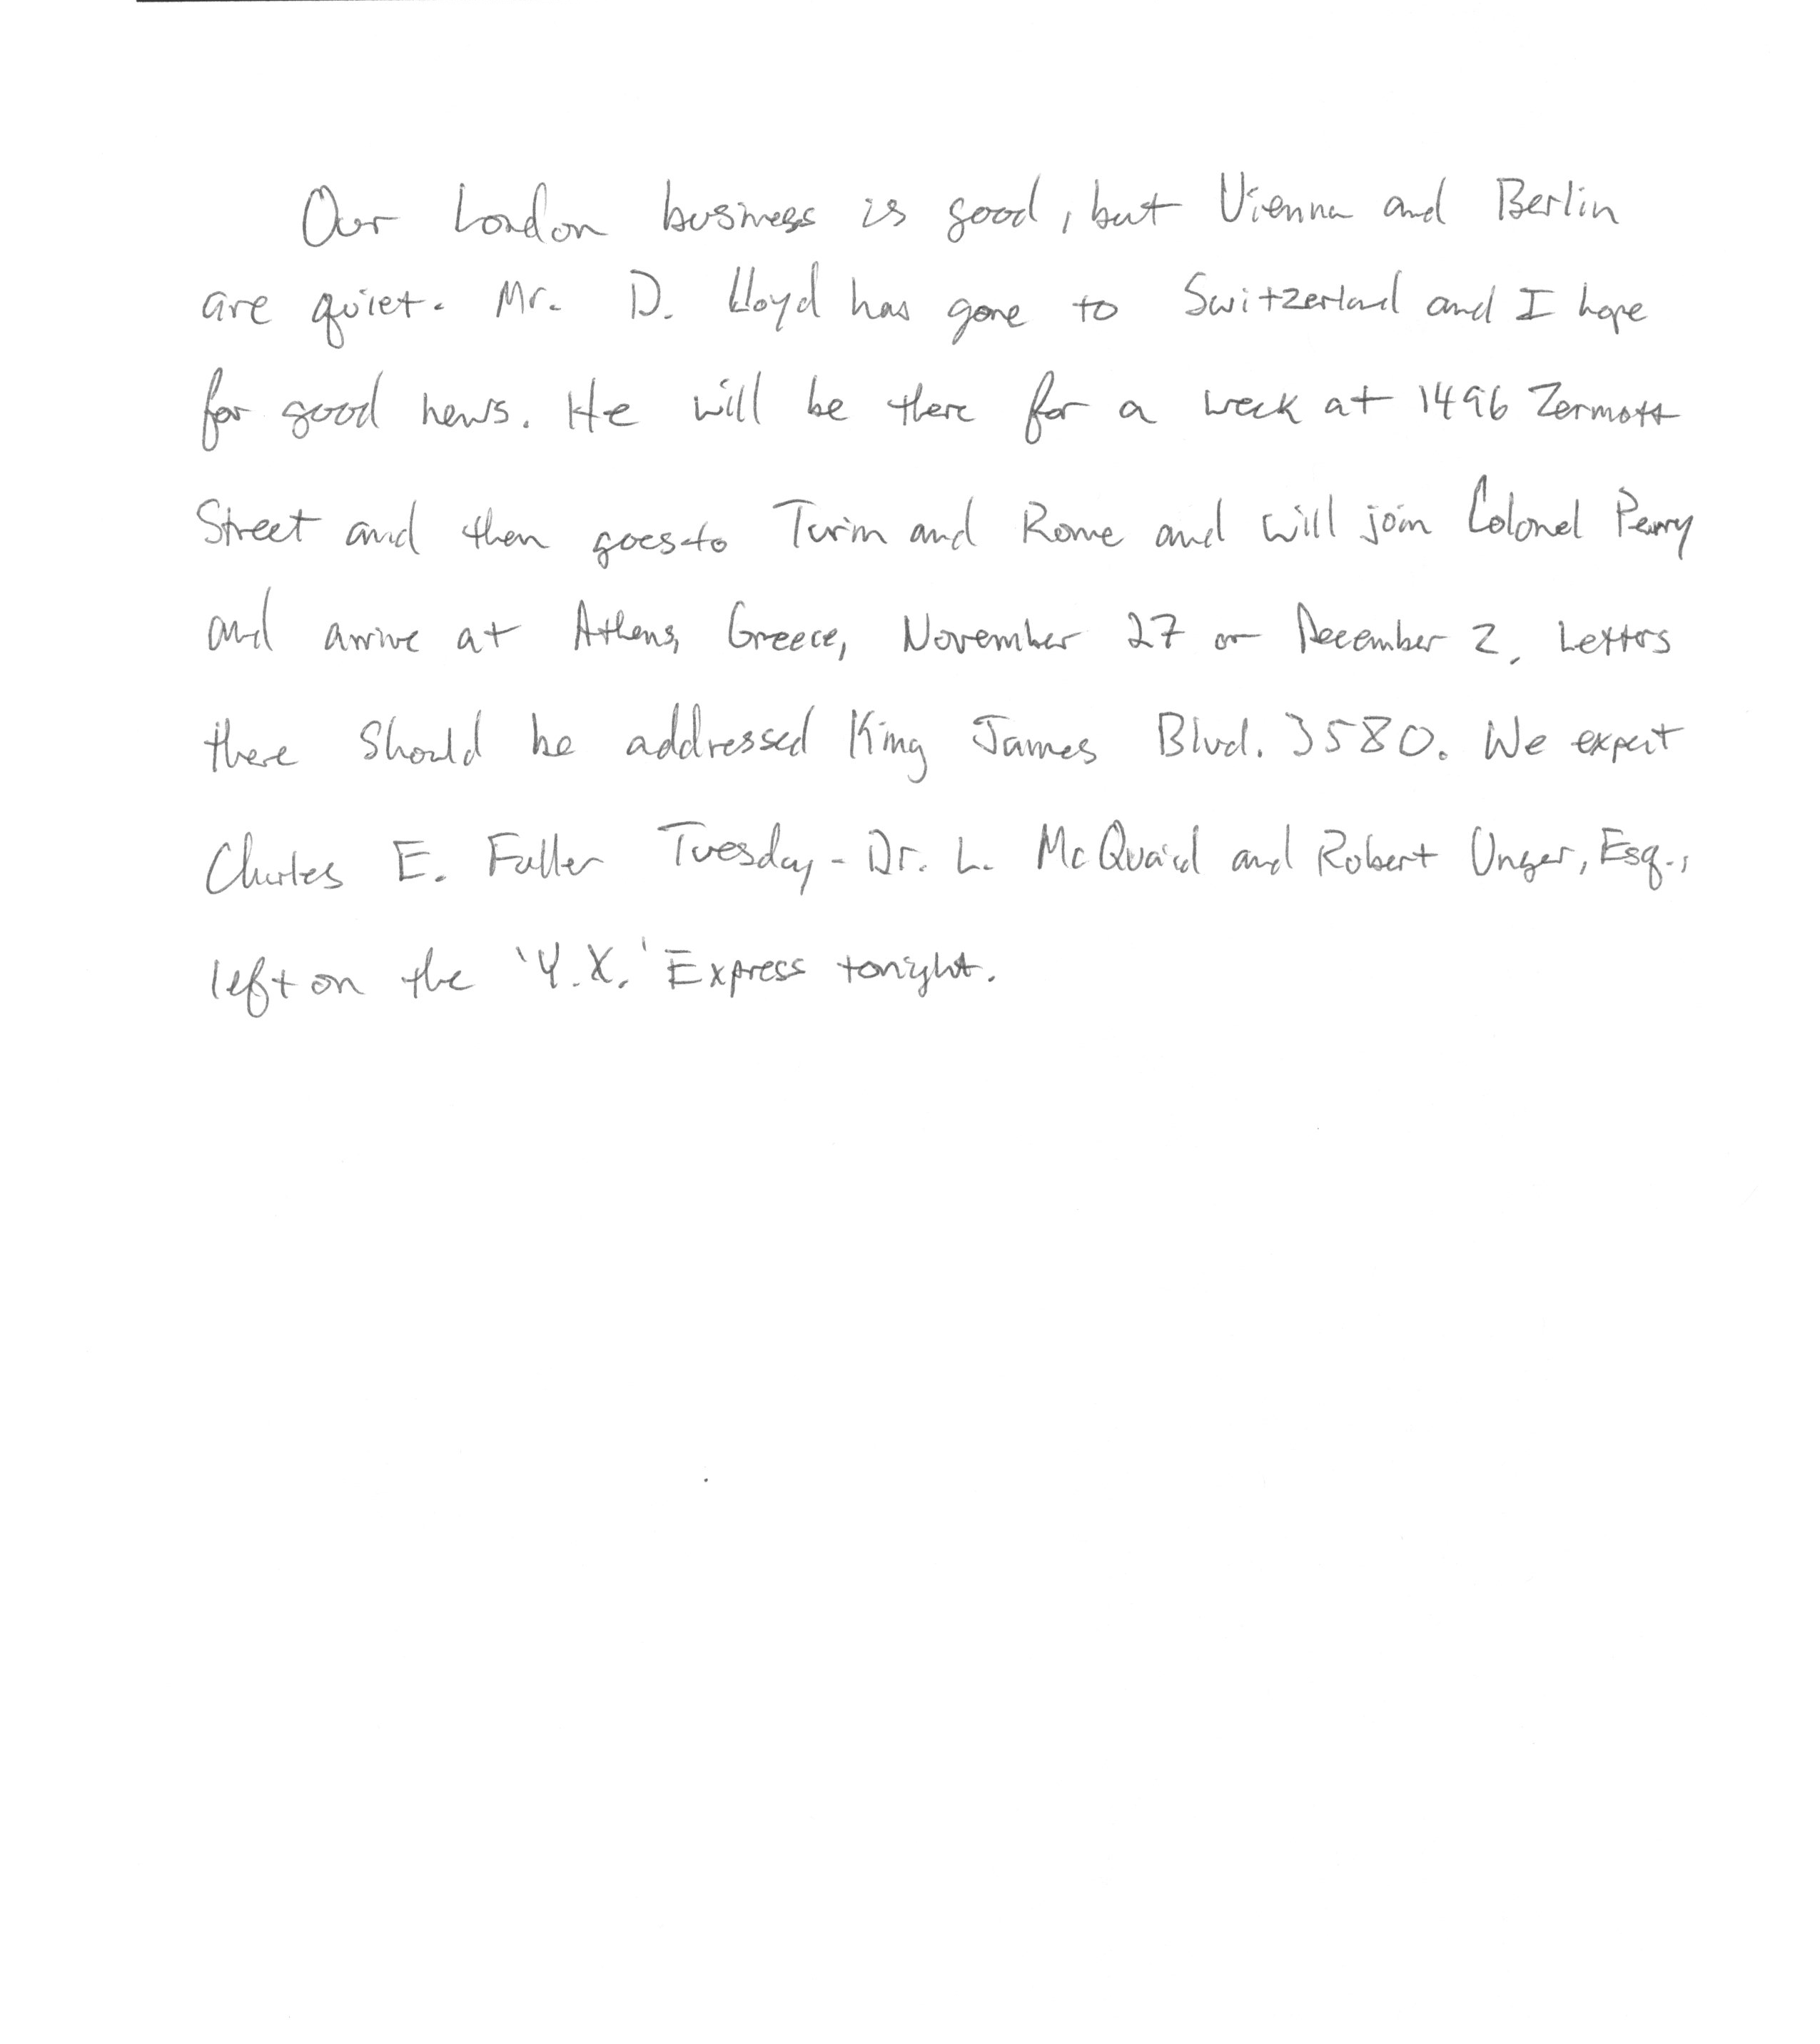 Our London business is good, but Vienna and Berlin
are quiet. Mr. D. Lloyd has gone to Switzerland and I hope
for good news. He will be there for a week at 1496 Zermott
Street and then goes to Turin and Rome and will join Colonel Perry
and arrive at Athens, Greece, November 27 or December 2. Letters
there should be addressed King James Blvd. 3580. We expect
Charles E. Fuller Tuesday - Dr. L. McQuaid and Robert Unger, Esq.,
left on the 'Y.X.' Express tonight.